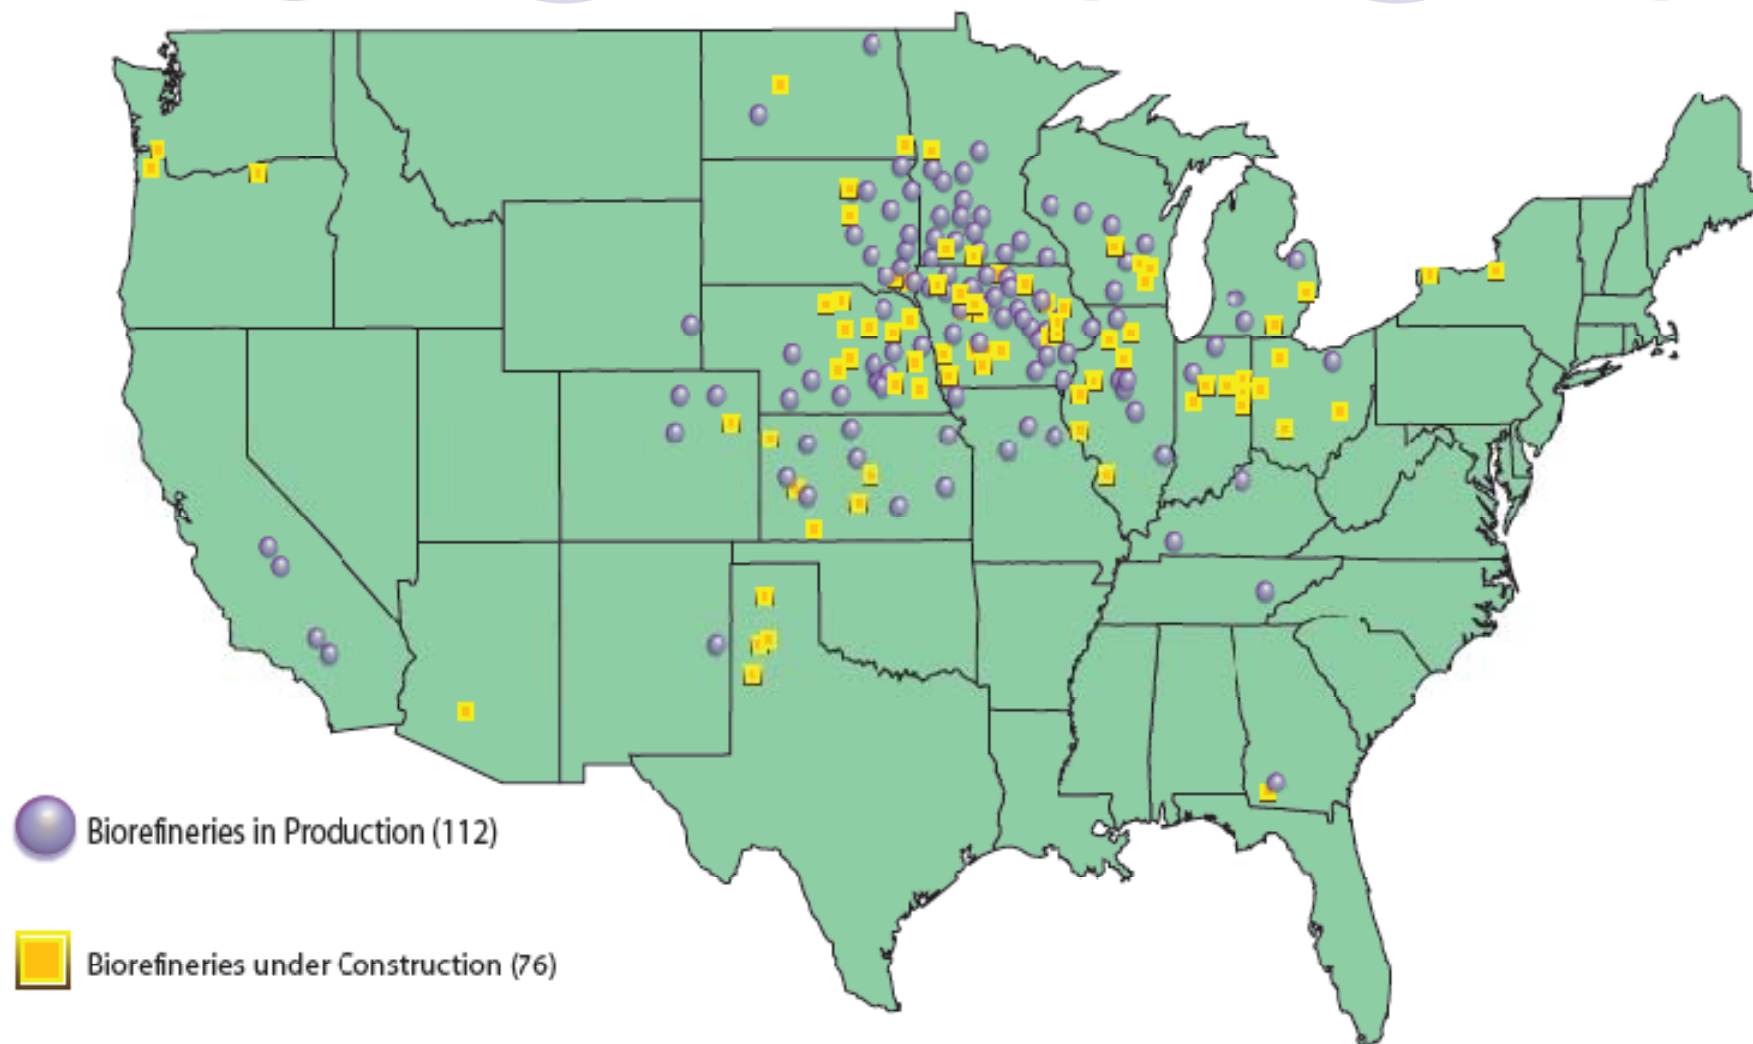 Biorefineries in Production (112)
Biorefineries under Construction (76)